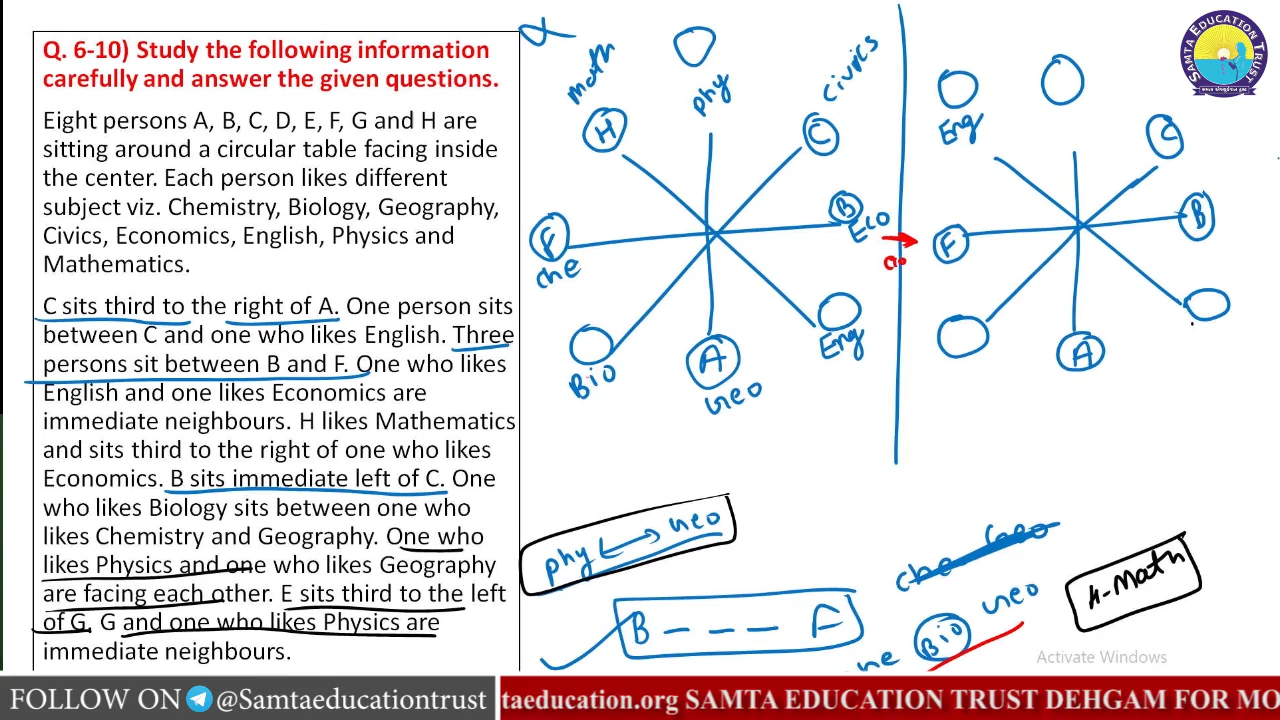 Q. 6-10) Study the following information
carefully and answer the given questions.
Eight persons A, B, C, D, E, F, G and H are
sitting around a circular table facing inside
the center. Each person likes different
subject viz. Chemistry, Biology, Geography,
Civics, Economics, English, Physics and
Mathematics.
C sits third to the right of A. One person sits
between C and one who likes English. Three
persons sit between B and F. One who likes
English and one likes Economics are
immediate neighbours. H likes Mathematics
and sits third to the right of one who likes
Economics. B sits immediate left of C. One
who likes Biology sits between one who
likes Chemistry and Geography. One who
likes Physics and one who likes Geography
are facing each other. E sits third to the left
of G. G and one who likes Physics are
immediate neighbours.
math
phy
civics
H
C
F
che
B
Eco
Bio
A
Geo
Eng
Eng
C
F
B
A
phy Geo
B - - - F
che Geo
Bio Geo
H-Math
SAMTA EDUCATION TRUST
Activate Windows
FOLLOW ON @Samtaeducationtrust
taeducation.org SAMTA EDUCATION TRUST DEHGAM FOR MO